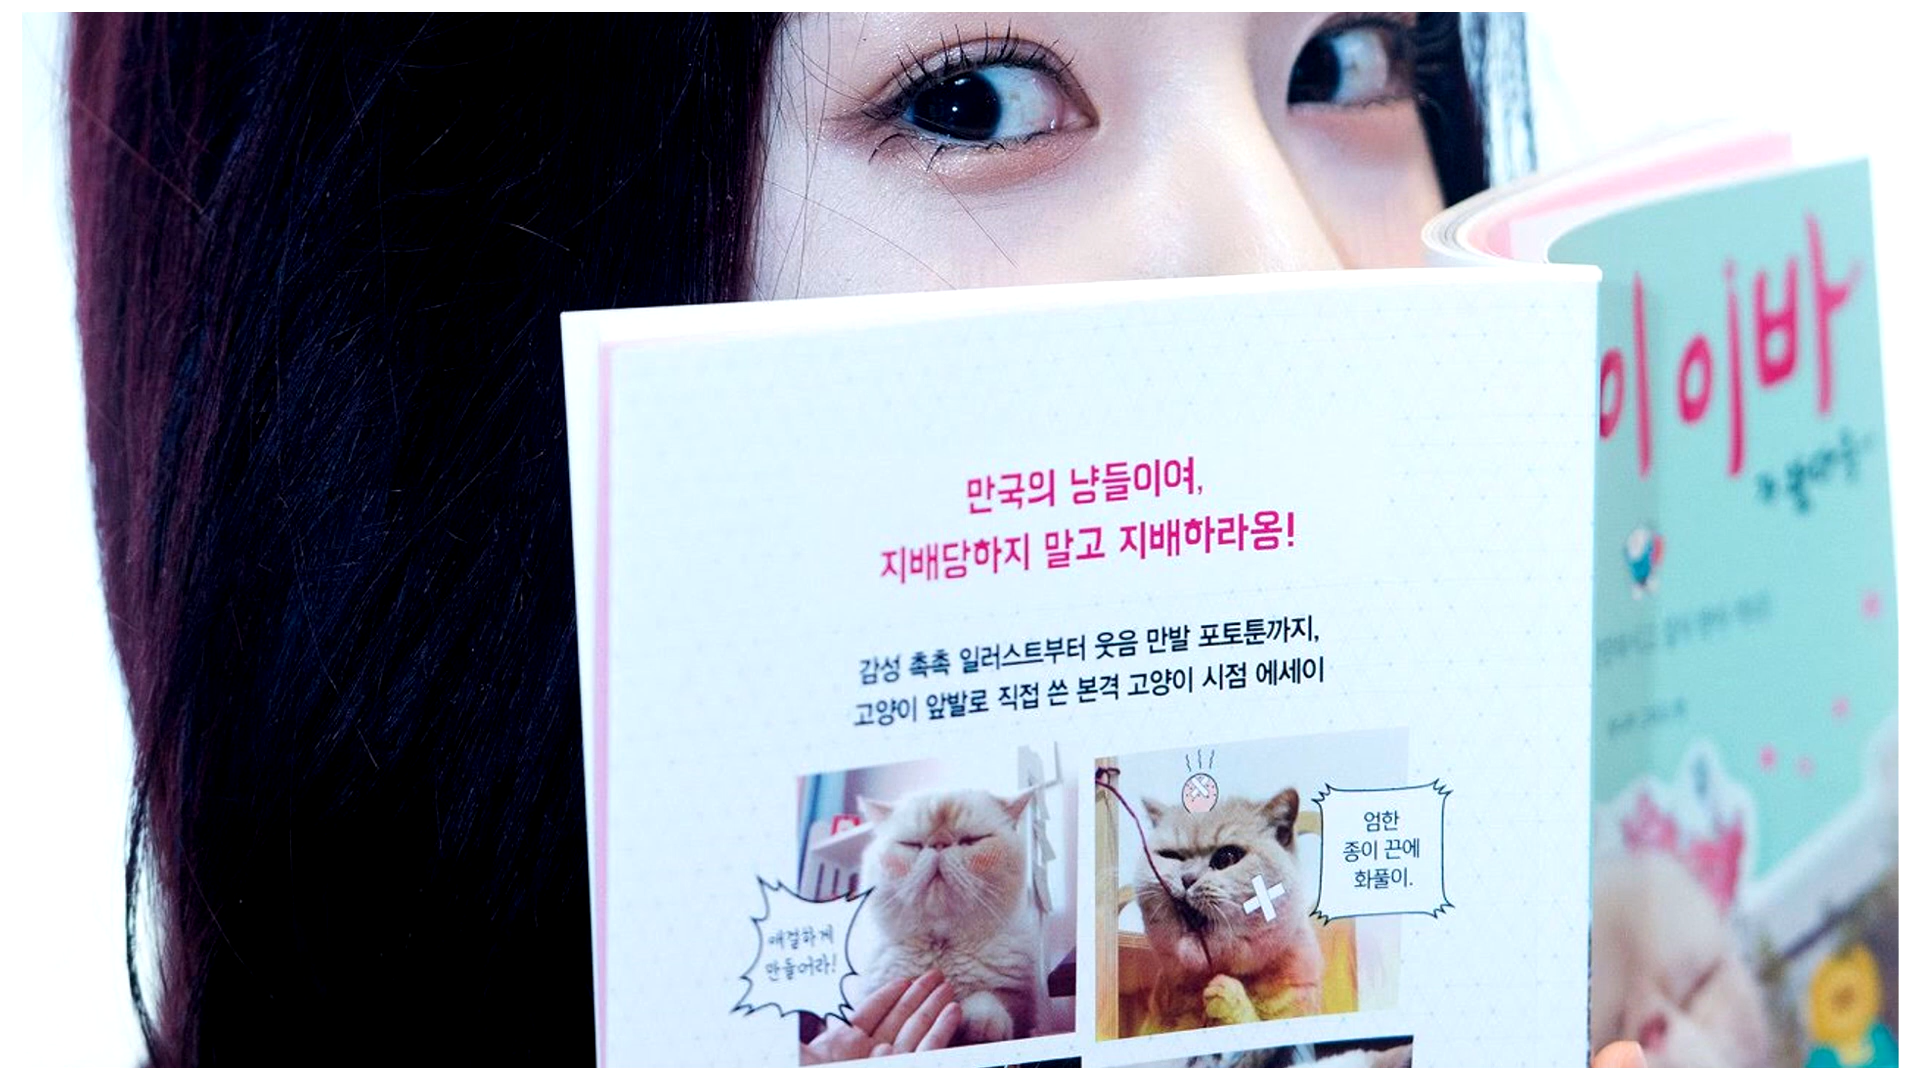 만국의 냥들이여,
지배당하지 말고 지배하라옹!
감성 촉촉 일러스트부터 웃음 만발 포토툰까지,
고양이 앞발로 직접 쓴 본격 고양이 시점 에세이
엄한
종이 끈에
화풀이.
애절하게
만들어라!
이 이바